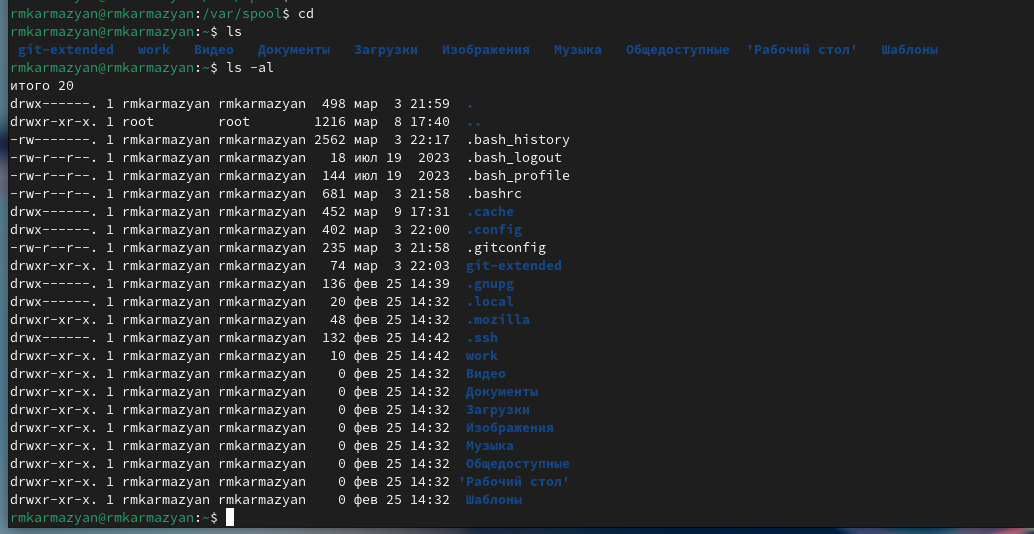 rmkarmazyan@rmkarmazyan:/var/spool$ cd
rmkarmazyan@rmkarmazyan:~$ ls
git-extended work Видео Документы Загрузки Изображения Музыка Общедоступные 'Рабочий стол' Шаблоны
rmkarmazyan@rmkarmazyan:~$ ls -al
итого 20
drwx------. 1 rmkarmazyan rmkarmazyan 498 мар 3 21:59 .
drwxr-xr-x. 1 root root 1216 мар 8 17:40 ..
-rw-------. 1 rmkarmazyan rmkarmazyan 2562 мар 3 22:17 .bash_history
-rw-r--r--. 1 rmkarmazyan rmkarmazyan 18 июл 19 2023 .bash_logout
-rw-r--r--. 1 rmkarmazyan rmkarmazyan 144 июл 19 2023 .bash_profile
-rw-r--r--. 1 rmkarmazyan rmkarmazyan 681 мар 3 21:58 .bashrc
drwx------. 1 rmkarmazyan rmkarmazyan 452 мар 9 17:31 .cache
drwx------. 1 rmkarmazyan rmkarmazyan 402 мар 3 22:00 .config
-rw-r--r--. 1 rmkarmazyan rmkarmazyan 235 мар 3 21:58 .gitconfig
drwxr-xr-x. 1 rmkarmazyan rmkarmazyan 74 мар 3 22:03 git-extended
drwx------. 1 rmkarmazyan rmkarmazyan 136 фев 25 14:39 .gnupg
drwx------. 1 rmkarmazyan rmkarmazyan 20 фев 25 14:32 .local
drwxr-xr-x. 1 rmkarmazyan rmkarmazyan 48 фев 25 14:32 .mozilla
drwx------. 1 rmkarmazyan rmkarmazyan 132 фев 25 14:42 .ssh
drwxr-xr-x. 1 rmkarmazyan rmkarmazyan 10 фев 25 14:42 work
drwxr-xr-x. 1 rmkarmazyan rmkarmazyan 0 фев 25 14:32 Видео
drwxr-xr-x. 1 rmkarmazyan rmkarmazyan 0 фев 25 14:32 Документы
drwxr-xr-x. 1 rmkarmazyan rmkarmazyan 0 фев 25 14:32 Загрузки
drwxr-xr-x. 1 rmkarmazyan rmkarmazyan 0 фев 25 14:32 Изображения
drwxr-xr-x. 1 rmkarmazyan rmkarmazyan 0 фев 25 14:32 Музыка
drwxr-xr-x. 1 rmkarmazyan rmkarmazyan 0 фев 25 14:32 Общедоступные
drwxr-xr-x. 1 rmkarmazyan rmkarmazyan 0 фев 25 14:32 'Рабочий стол'
drwxr-xr-x. 1 rmkarmazyan rmkarmazyan 0 фев 25 14:32 Шаблоны
rmkarmazyan@rmkarmazyan:~$